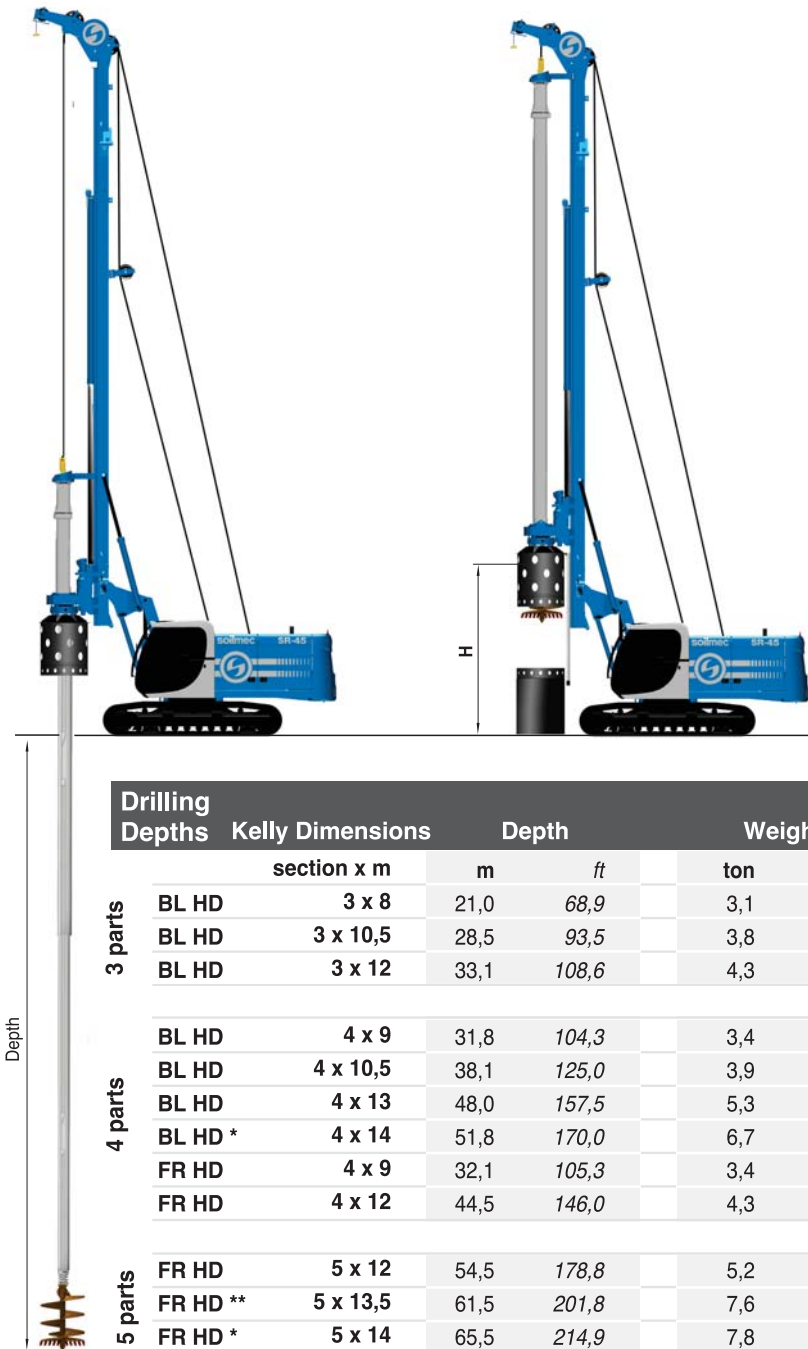 soilmec SR-45
soilmec SR-45
H
Depth
Drilling
Depths Kelly Dimensions Depth Weigh
section x m m ft ton
3 parts
BL HD 3 x 8 21,0 68,9 3,1
BL HD 3 x 10,5 28,5 93,5 3,8
BL HD 3 x 12 33,1 108,6 4,3
4 parts
BL HD 4 x 9 31,8 104,3 3,4
BL HD 4 x 10,5 38,1 125,0 3,9
BL HD 4 x 13 48,0 157,5 5,3
BL HD * 4 x 14 51,8 170,0 6,7
FR HD 4 x 9 32,1 105,3 3,4
FR HD 4 x 12 44,5 146,0 4,3
5 parts
FR HD 5 x 12 54,5 178,8 5,2
FR HD ** 5 x 13,5 61,5 201,8 7,6
FR HD * 5 x 14 65,5 214,9 7,8